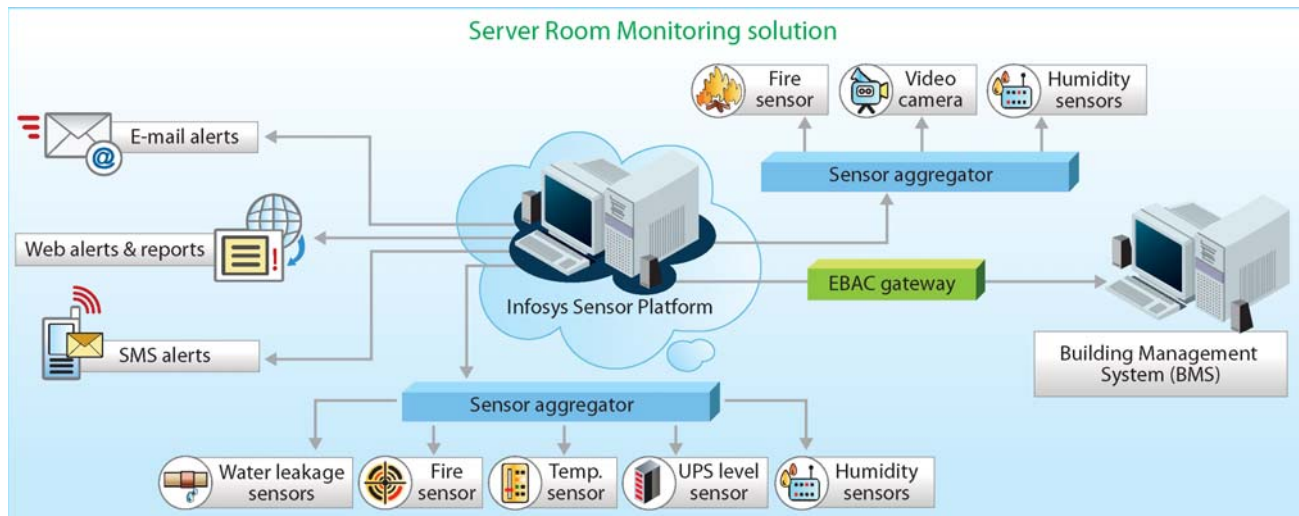 Server Room Monitoring solution
Fire
sensor
Video
camera
Humidity
sensors
E-mail alerts
@
Sensor aggregator
Web alerts & reports
!
EBAC gateway
Infosys Sensor Platform
SMS alerts
Building Management
System (BMS)
Sensor aggregator
Water leakage
sensors
Fire
sensor
Temp.
sensor
UPS level
sensor
Humidity
sensors